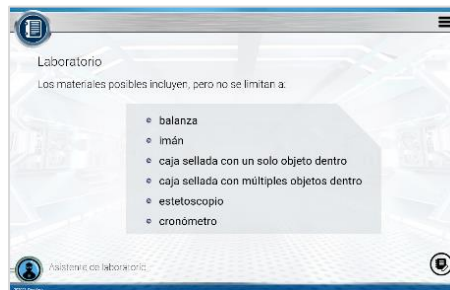 Laboratorio
Los materiales posibles incluyen, pero no se limitan a:
balanza
imán
caja sellada con un solo objeto dentro
caja sellada con múltiples objetos dentro
estetoscopio
cronómetro
Asistente de laboratorio